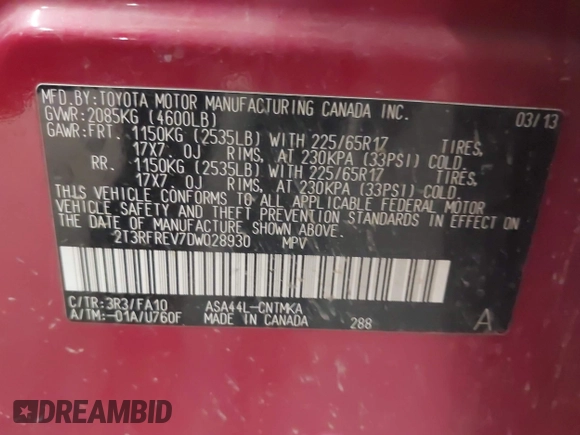 MFD.BY:TOYOTA MOTOR MANUFACTURING CANADA INC.
GVWR:2085KG (4600LB) 03/13
GAWR:FRT. 1150KG (2535LB) WITH 225/65R17 TIRES,
17X7. 0J RIMS, AT 230KPA (33PSI) COLD.
RR. 1150KG (2535LB) WITH 225/65R17 TIRES,
17X7. 0J RIMS, AT 230KPA (33PSI) COLD.
THIS VEHICLE CONFORMS TO ALL APPLICABLE FEDERAL MOTOR
VEHICLE SAFETY AND THEFT PREVENTION STANDARDS IN EFFECT ON
THE DATE OF MANUFACTURE SHOWN ABOVE.
2T3RFREV7DW028930 MPV
C/TR:3R3/FA10 ASA44L-CNTMKA
A/TM:-01A/U760F MADE IN CANADA 288 A
DREAMBID